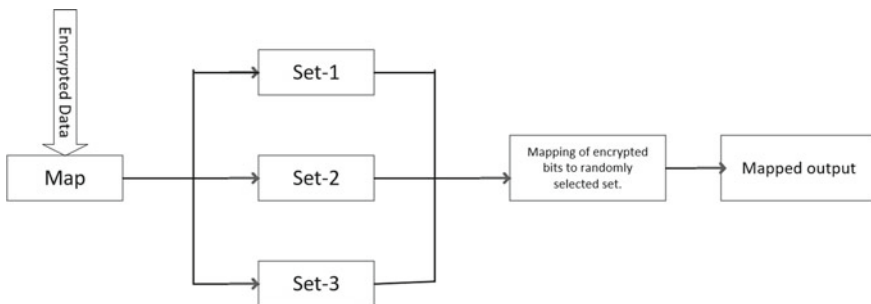 Encrypted Data
Map
Set-1
Set-2
Set-3
Mapping of encrypted
bits to randomly
selected set.
Mapped output